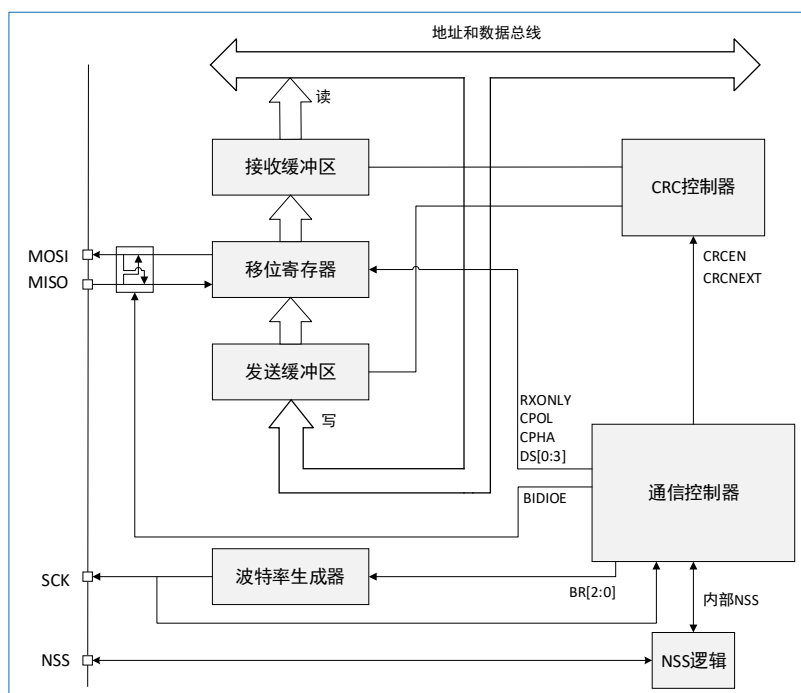 地址和数据总线
读
接收缓冲区
CRC控制器
MOSI
MISO
移位寄存器
CRCEN
CRCNEXT
发送缓冲区
写
RXONLY
CPOL
CPHA
DS[0:3]
通信控制器
BIDIOE
SCK
波特率生成器
BR[2:0]
内部NSS
NSS
NSS逻辑